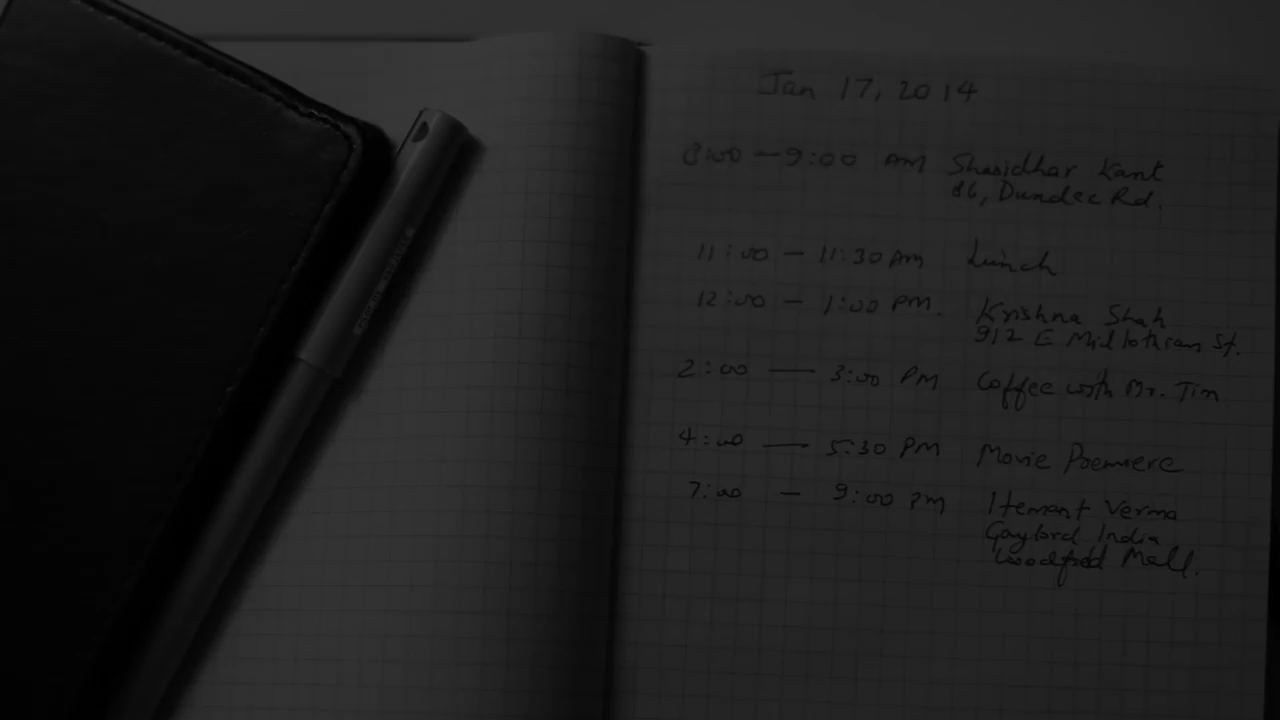 Jan 17, 2014
8:00 — 9:00 AM Shasidhar Kant
86, Dundee Rd.
11:00 — 11:30 AM Lunch
12:00 — 1:00 PM. Krishna Shah
912 E Midlothian St.
2:00 — 3:00 PM Coffee with Mr. Tim
4:00 — 5:30 PM Movie Premiere
7:00 — 9:00 PM Hemant Verma
Gaylord India
Woodfred Mall.